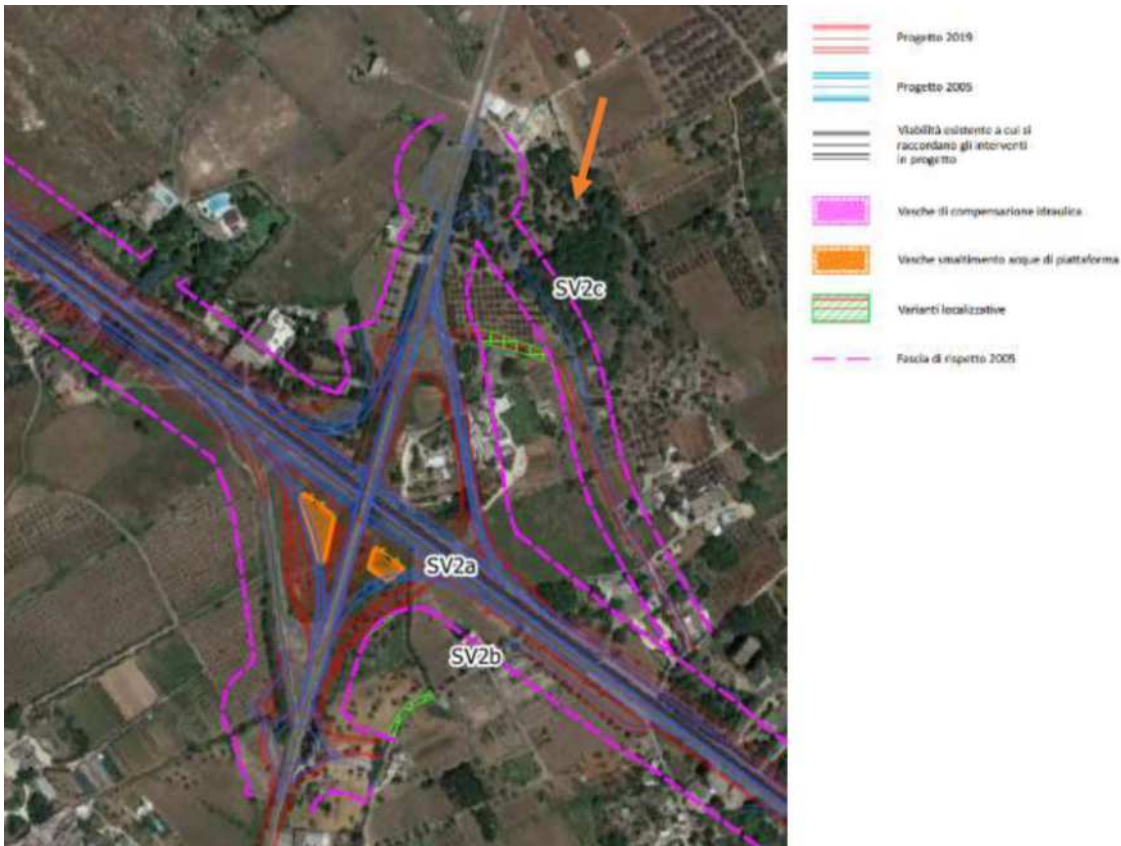 Progetto 2019
Progetto 2005
Viabilità esistente a cui si
raccordano gli interventi
in progetto
Vasche di compensazione idraulica
Vasche smaltimento acque di piattaforma
Varianti localizzative
Fascia di rispetto 2005
SV2c
SV2a
SV2b